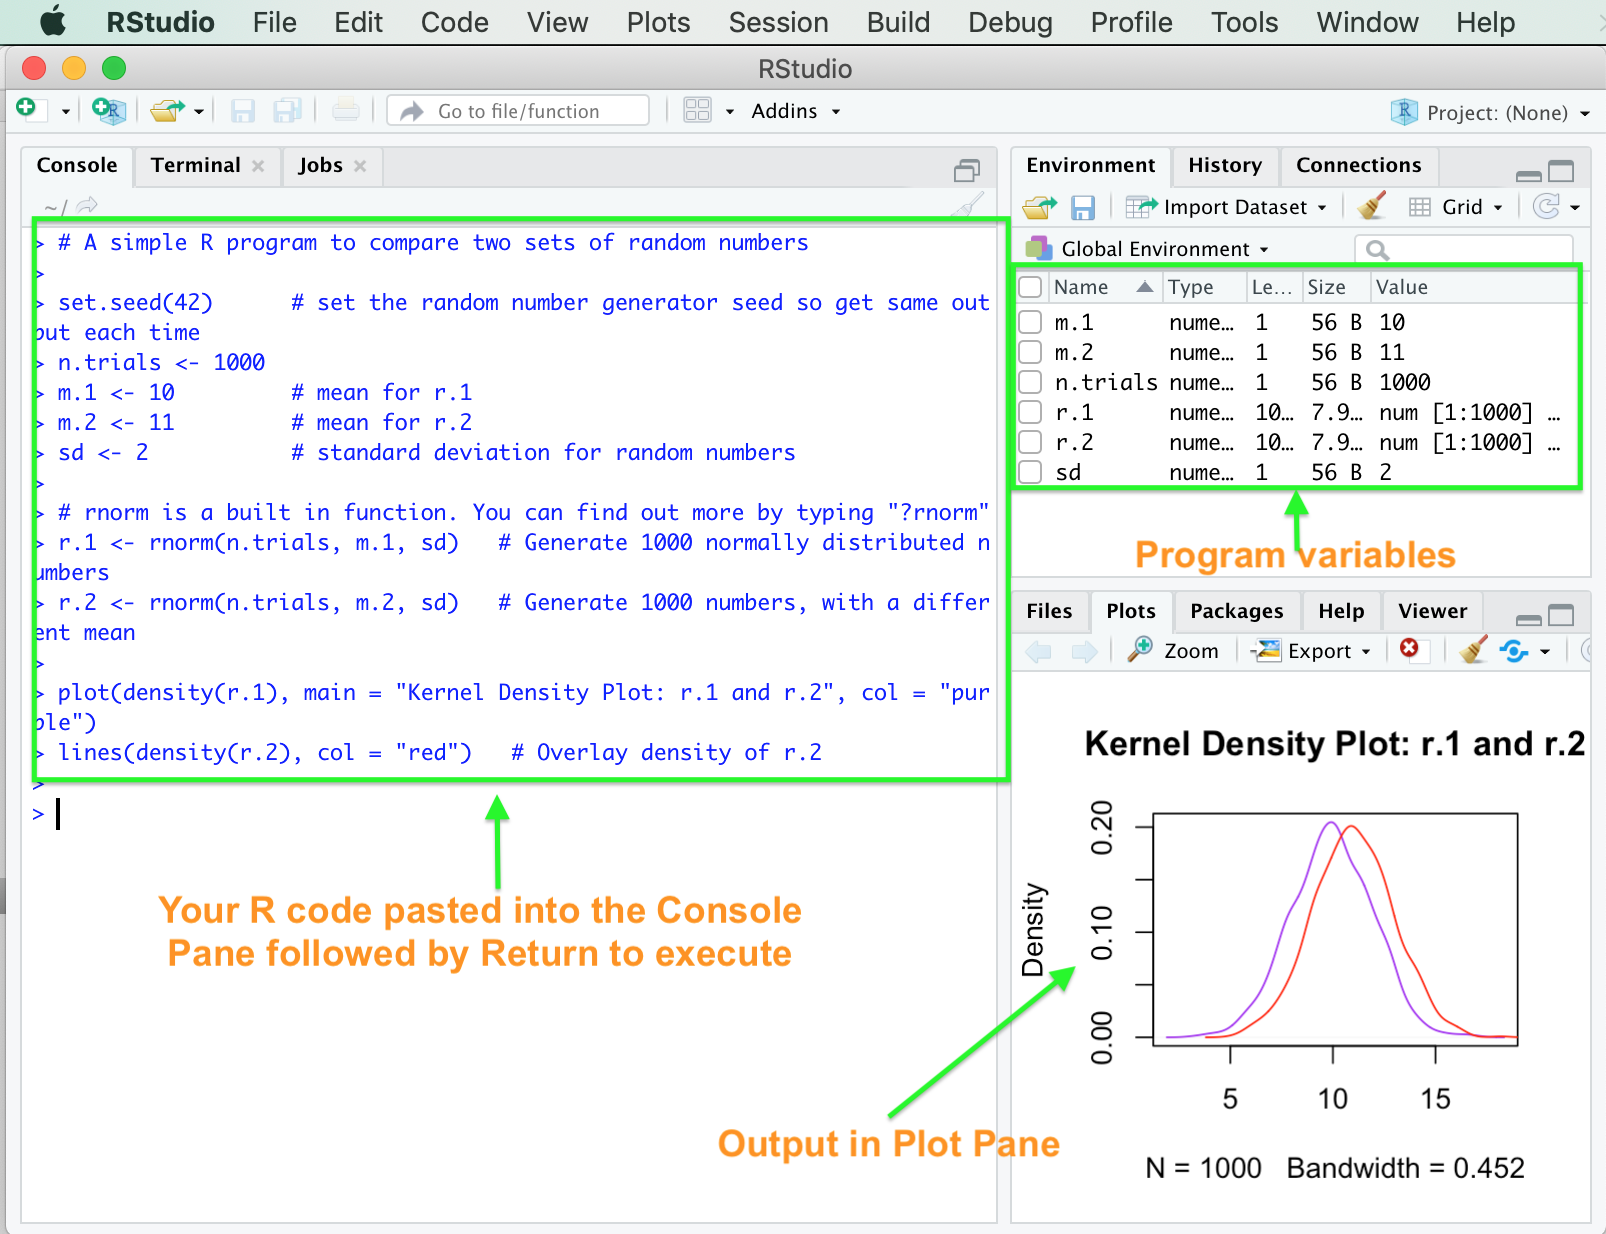 RStudio File Edit Code View Plots Session Build Debug Profile Tools Window Help
RStudio
Go to file/function Addins Project: (None)
Console Terminal Jobs
~/
> # A simple R program to compare two sets of random numbers
>
> set.seed(42)      # set the random number generator seed so get same out
put each time
> n.trials <- 1000
> m.1 <- 10         # mean for r.1
> m.2 <- 11         # mean for r.2
> sd <- 2           # standard deviation for random numbers
>
> # rnorm is a built in function. You can find out more by typing "?rnorm"
> r.1 <- rnorm(n.trials, m.1, sd)   # Generate 1000 normally distributed n
umbers
> r.2 <- rnorm(n.trials, m.2, sd)   # Generate 1000 numbers, with a differ
ent mean
>
> plot(density(r.1), main = "Kernel Density Plot: r.1 and r.2", col = "pur
ple")
> lines(density(r.2), col = "red")   # Overlay density of r.2
>
>
Your R code pasted into the Console
Pane followed by Return to execute
Environment History Connections
Import Dataset Grid
Global Environment
Name Type Le... Size Value
m.1 nume... 1 56 B 10
m.2 nume... 1 56 B 11
n.trials nume... 1 56 B 1000
r.1 nume... 10... 7.9... num [1:1000] ...
r.2 nume... 10... 7.9... num [1:1000] ...
sd nume... 1 56 B 2
Program variables
Files Plots Packages Help Viewer
Zoom Export
Kernel Density Plot: r.1 and r.2
Density
0.20
0.10
0.00
5 10 15
N = 1000 Bandwidth = 0.452
Output in Plot Pane